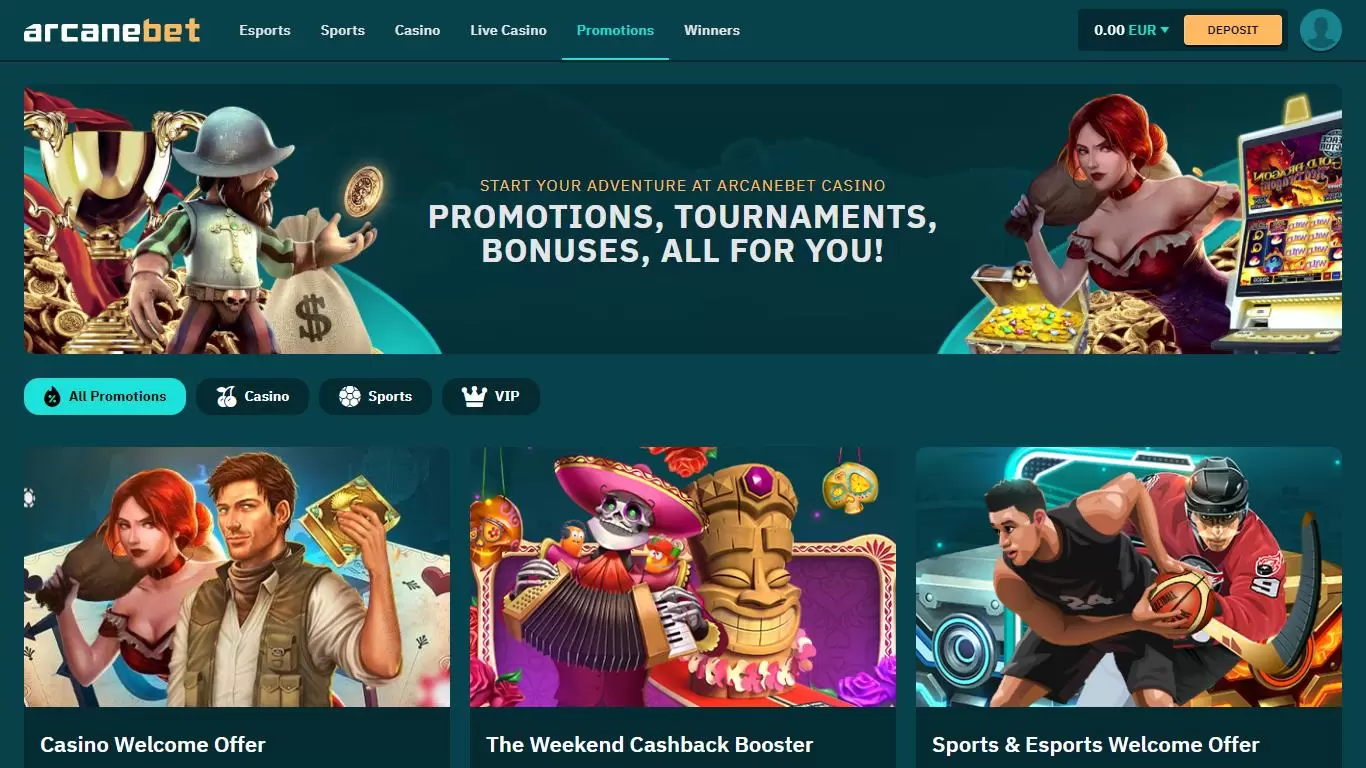 arcanebet
Esports
Sports
Casino
Live Casino
Promotions
Winners
0.00 EUR
DEPOSIT
START YOUR ADVENTURE AT ARCANEBET CASINO
PROMOTIONS, TOURNAMENTS,
BONUSES, ALL FOR YOU!
$
All Promotions
Casino
Sports
VIP
24
9
Casino Welcome Offer
The Weekend Cashback Booster
Sports & Esports Welcome Offer